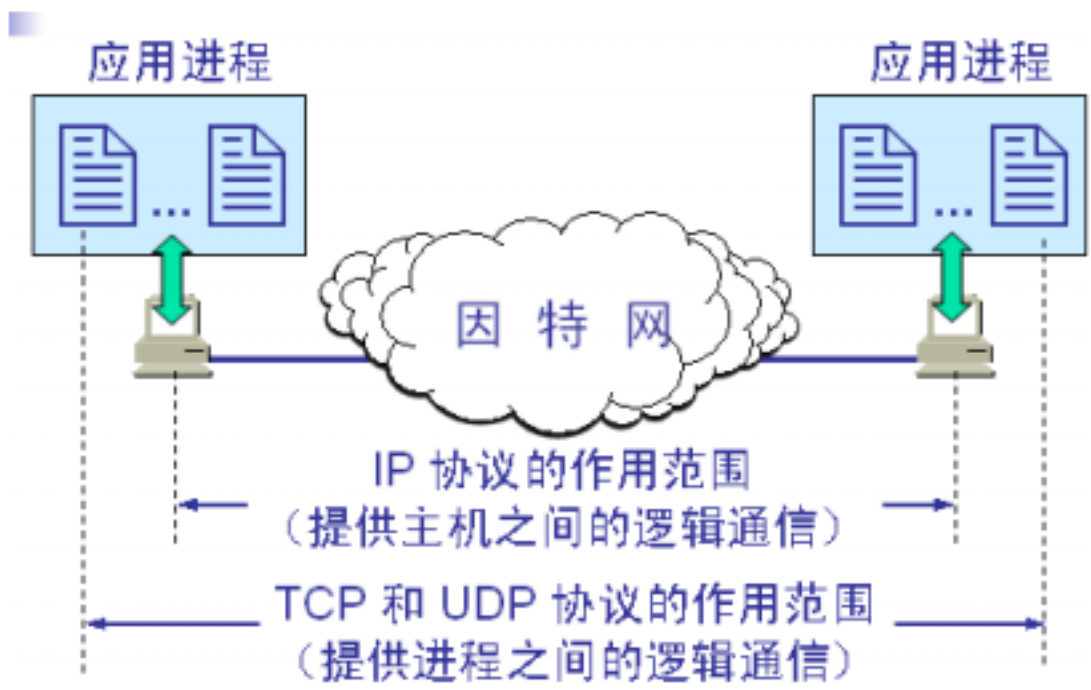 应用进程
应用进程
...
...
因特网
IP 协议的作用范围
（提供主机之间的逻辑通信）
TCP 和 UDP 协议的作用范围
（提供进程之间的逻辑通信）